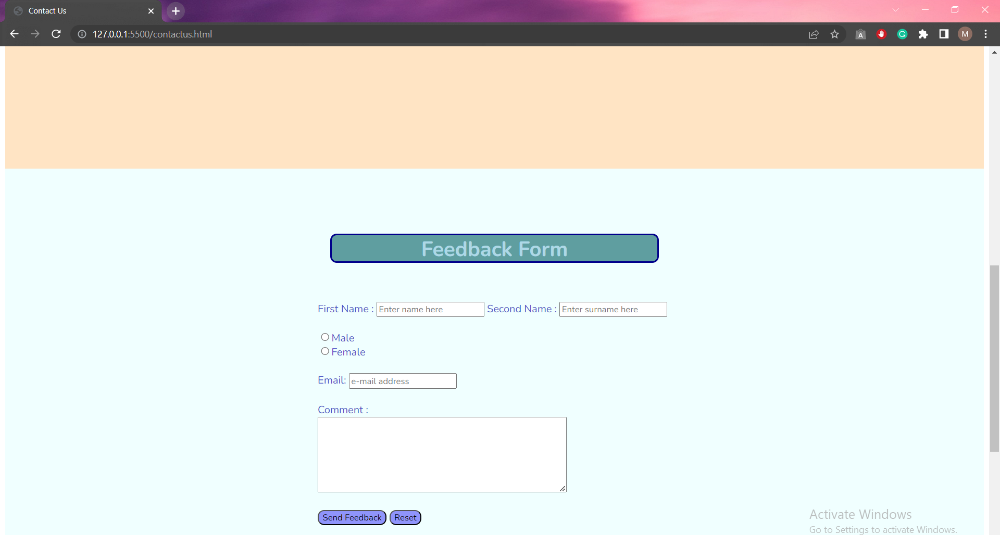 Contact Us
127.0.0.1:5500/contactus.html
A
G
M
Feedback Form
First Name : Enter name here Second Name : Enter surname here
Male
Female
Email: e-mail address
Comment :
Send Feedback Reset
Activate Windows
Go to Settings to activate Windows.